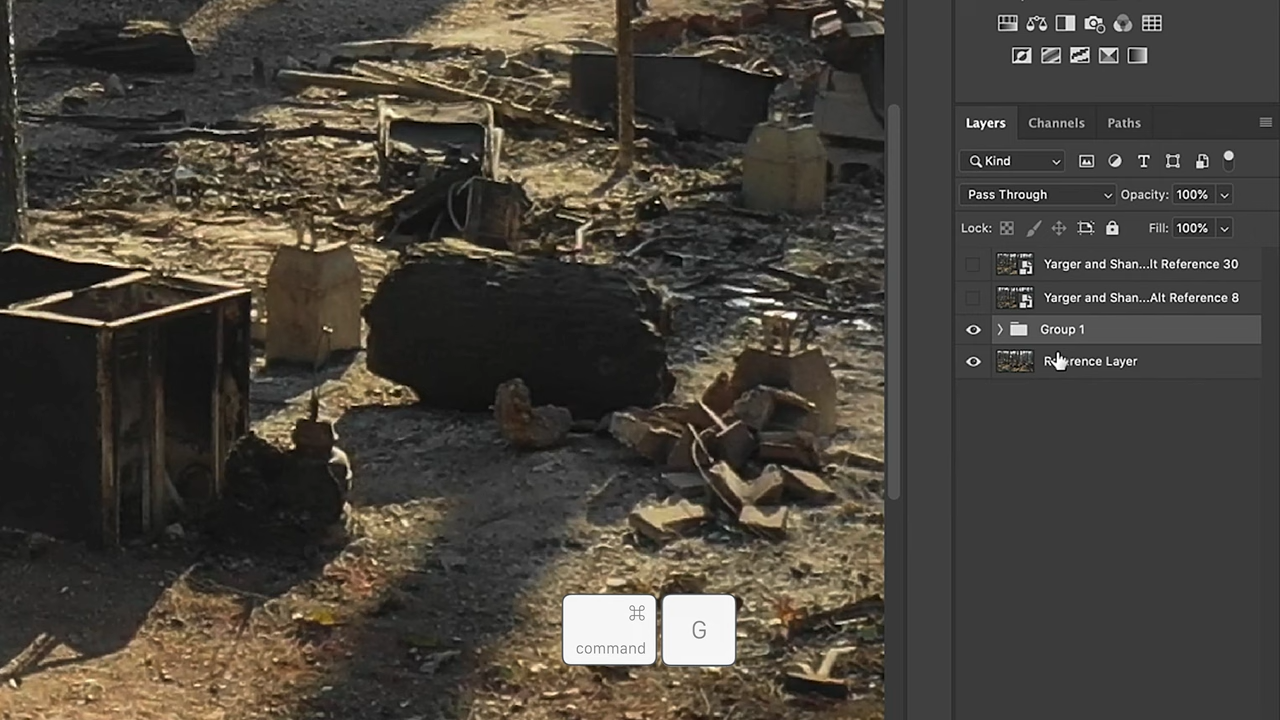 Layers Channels Paths
Kind
Pass Through Opacity: 100%
Lock: Fill: 100%
Yarger and Shan...lt Reference 30
Yarger and Shan...Alt Reference 8
Group 1
Reference Layer
⌘
command
G